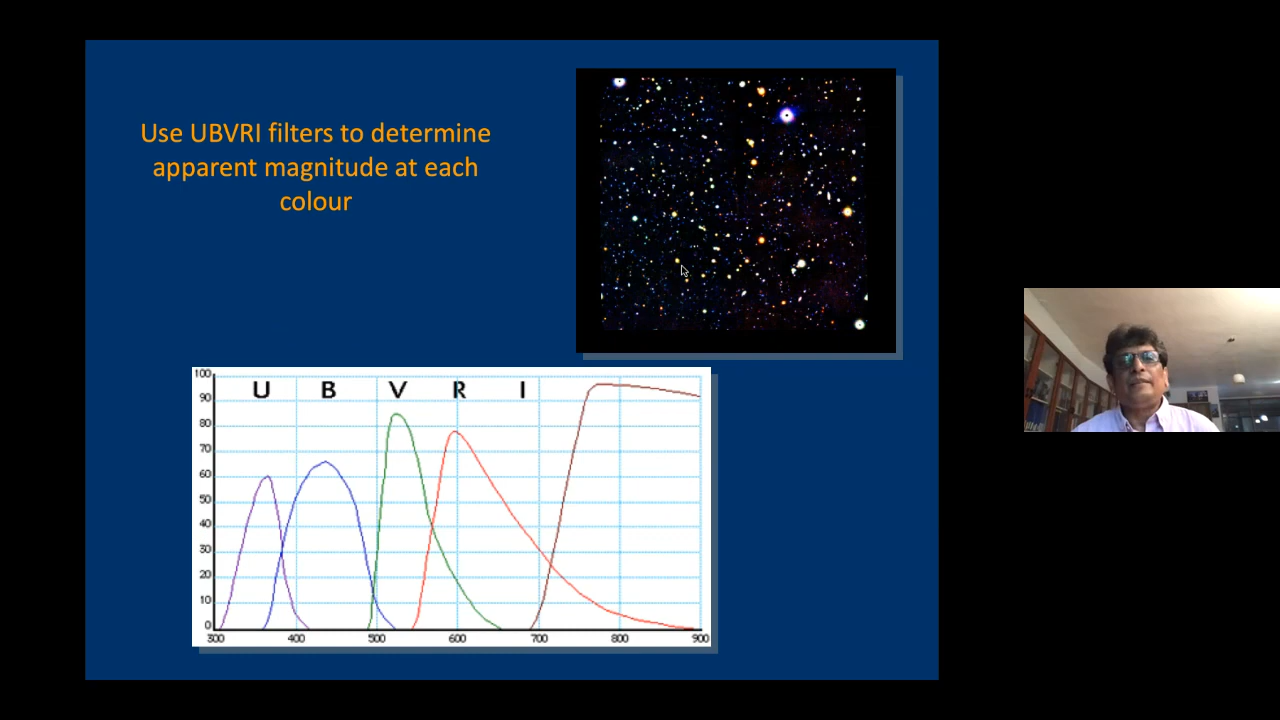 Use UBVRI filters to determine
apparent magnitude at each
colour
U B V R I
100
90
80
70
60
50
40
30
20
10
0
300 400 500 600 700 800 900